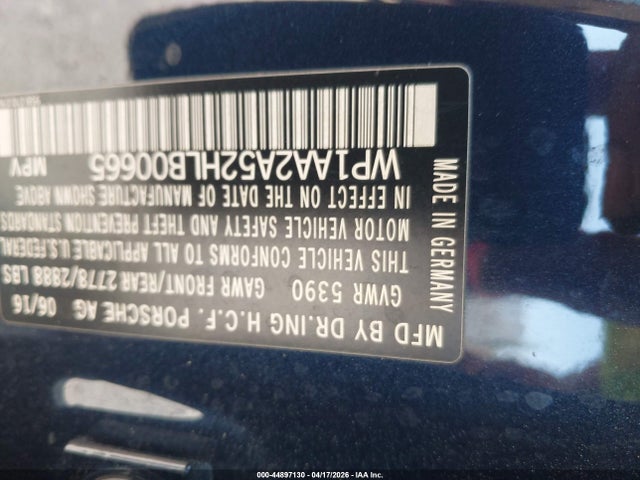 MFD BY DR.ING H.C.F. PORSCHE AG 06/16
GVWR 5390 GAWR FRONT/REAR 2778/2888 LBS
THIS VEHICLE CONFORMS TO ALL APPLICABLE U.S.FEDERAL
MOTOR VEHICLE SAFETY AND THEFT PREVENTION STANDARDS
IN EFFECT ON THE DATE OF MANUFACTURE SHOWN ABOVE
WP1AA2A52HLB00665 MPV
MADE IN GERMANY
000-44897130 - 04/17/2026 - IAA Inc.